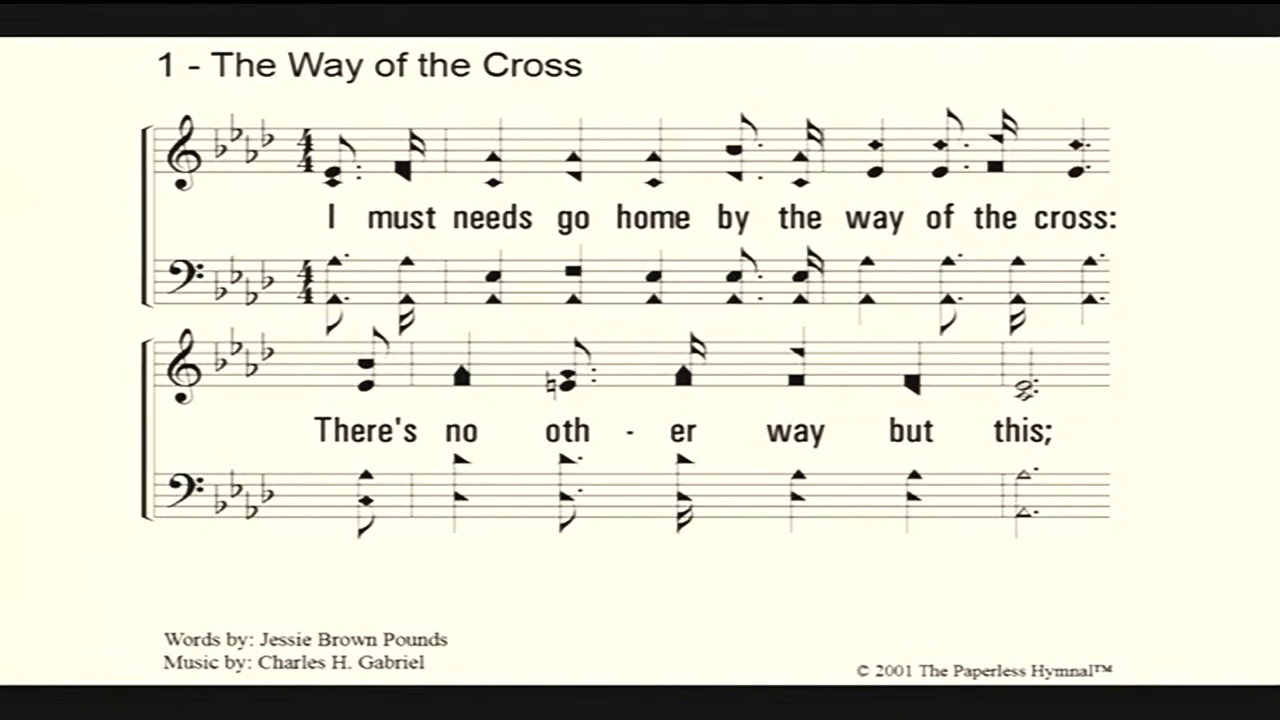 1 - The Way of the Cross
I must needs go home by the way of the cross:
There's no oth - er way but this;
Words by: Jessie Brown Pounds
Music by: Charles H. Gabriel
© 2001 The Paperless Hymnal™